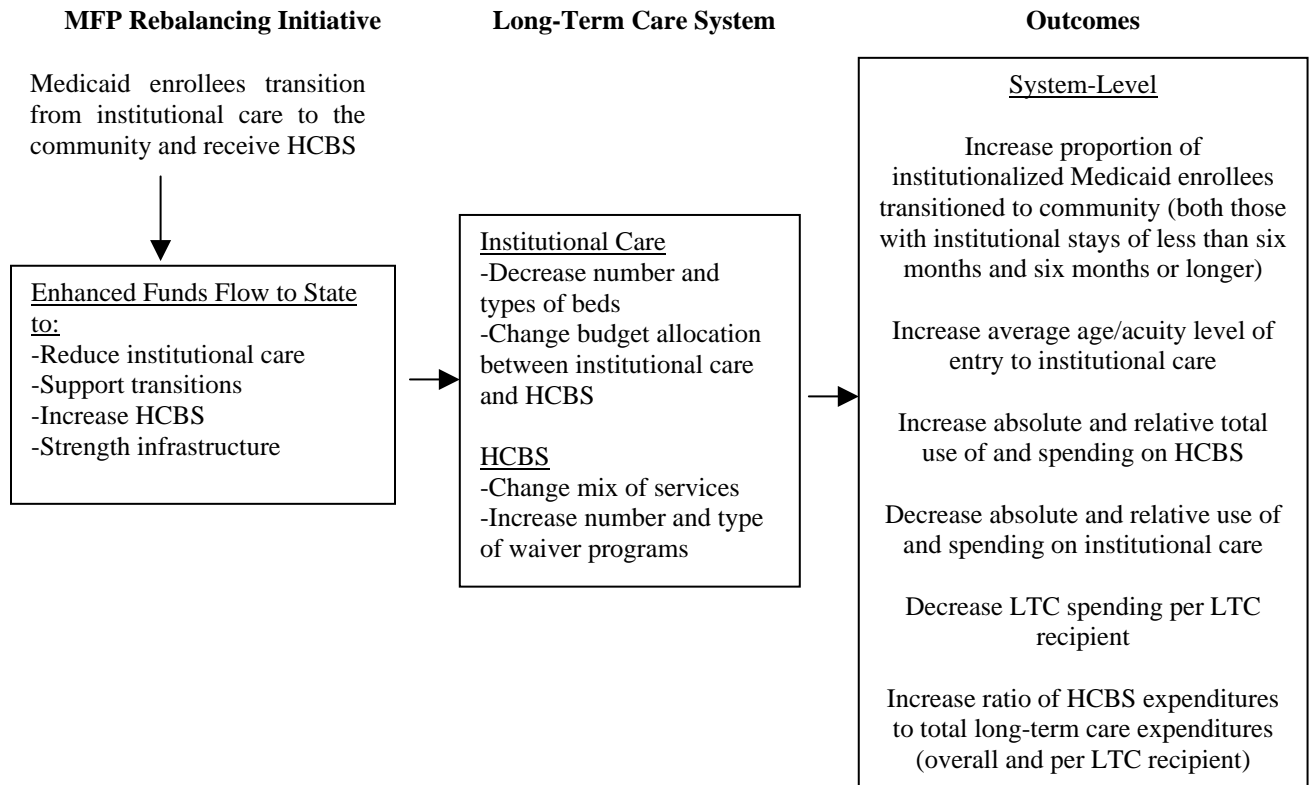 MFP Rebalancing Initiative
Medicaid enrollees transition
from institutional care to the
community and receive HCBS
Enhanced Funds Flow to State
to:
-Reduce institutional care
-Support transitions
-Increase HCBS
-Strength infrastructure
Long-Term Care System
Institutional Care
-Decrease number and
types of beds
-Change budget allocation
between institutional care
and HCBS
HCBS
-Change mix of services
-Increase number and type
of waiver programs
Outcomes
System-Level
Increase proportion of
institutionalized Medicaid enrollees
transitioned to community (both those
with institutional stays of less than six
months and six months or longer)
Increase average age/acuity level of
entry to institutional care
Increase absolute and relative total
use of and spending on HCBS
Decrease absolute and relative use of
and spending on institutional care
Decrease LTC spending per LTC
recipient
Increase ratio of HCBS expenditures
to total long-term care expenditures
(overall and per LTC recipient)